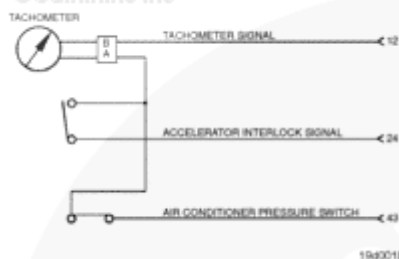 TACHOMETER
B
A
TACHOMETER SIGNAL
12
ACCELERATOR INTERLOCK SIGNAL
24
AIR CONDITIONER PRESSURE SWITCH
43